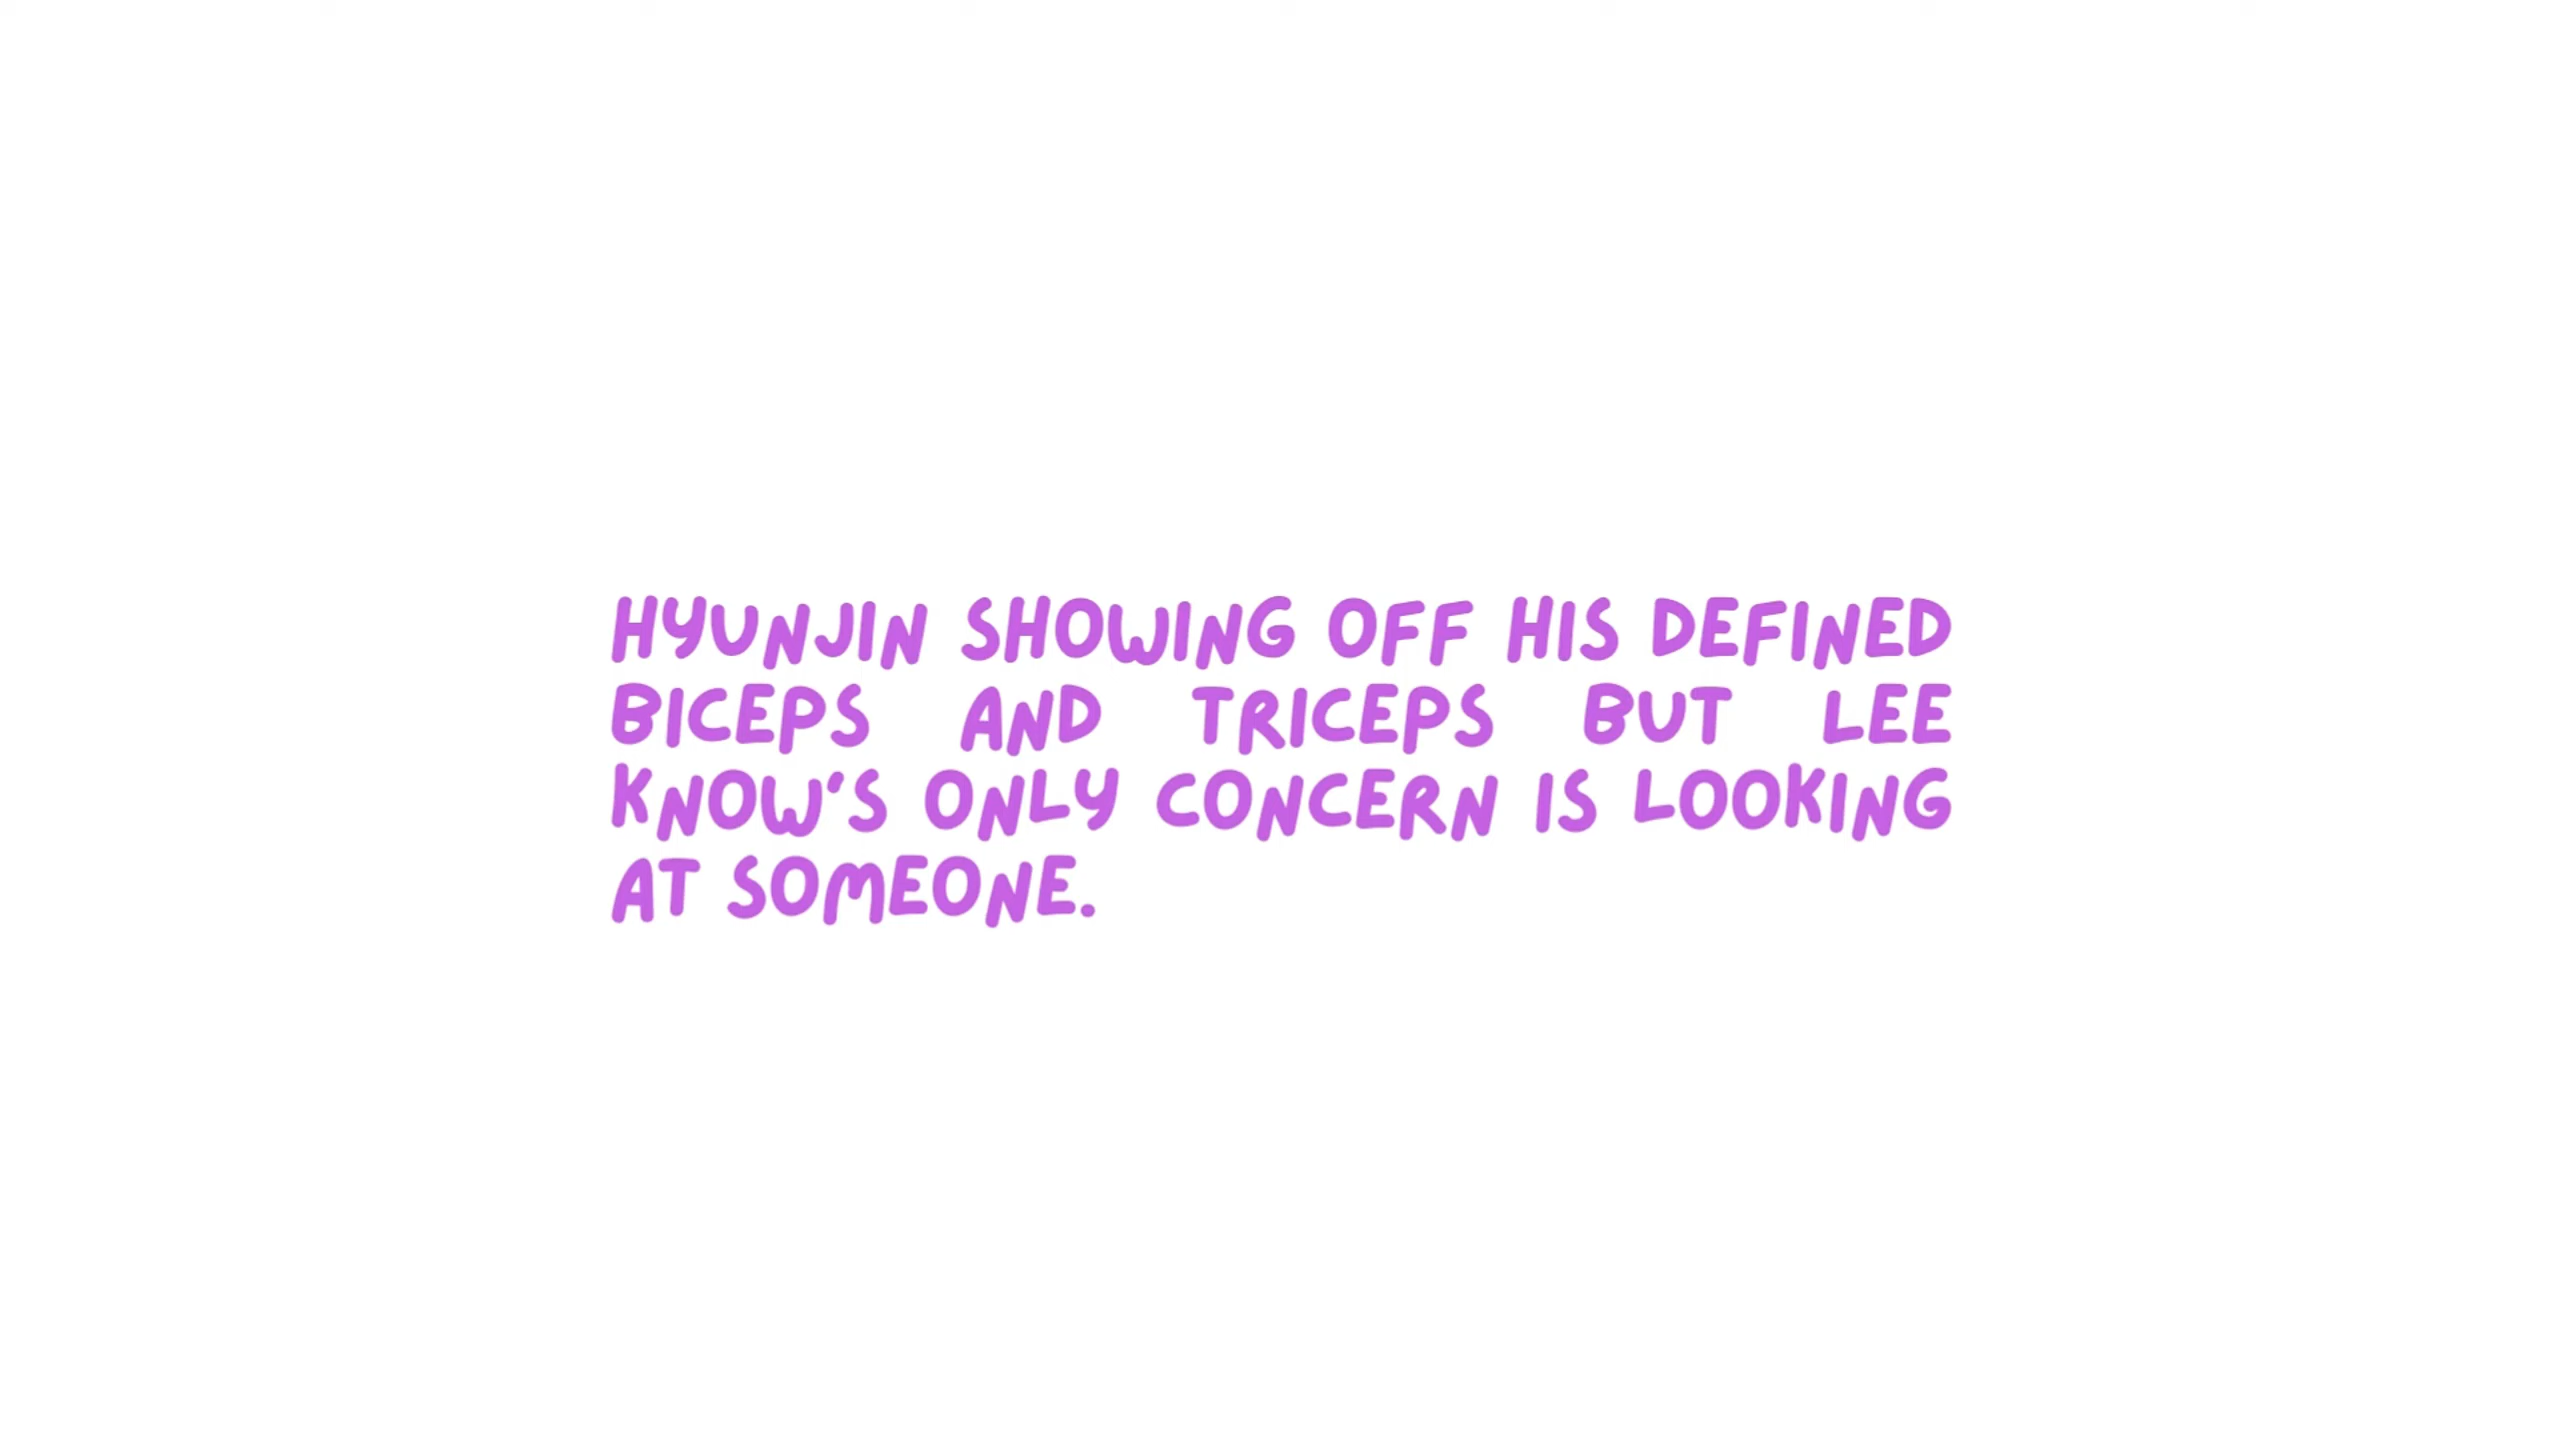 HYUNJIN SHOWING OFF HIS DEFINED
BICEPS AND TRICEPS BUT LEE
KNOW'S ONLY CONCERN IS LOOKING
AT SOMEONE.